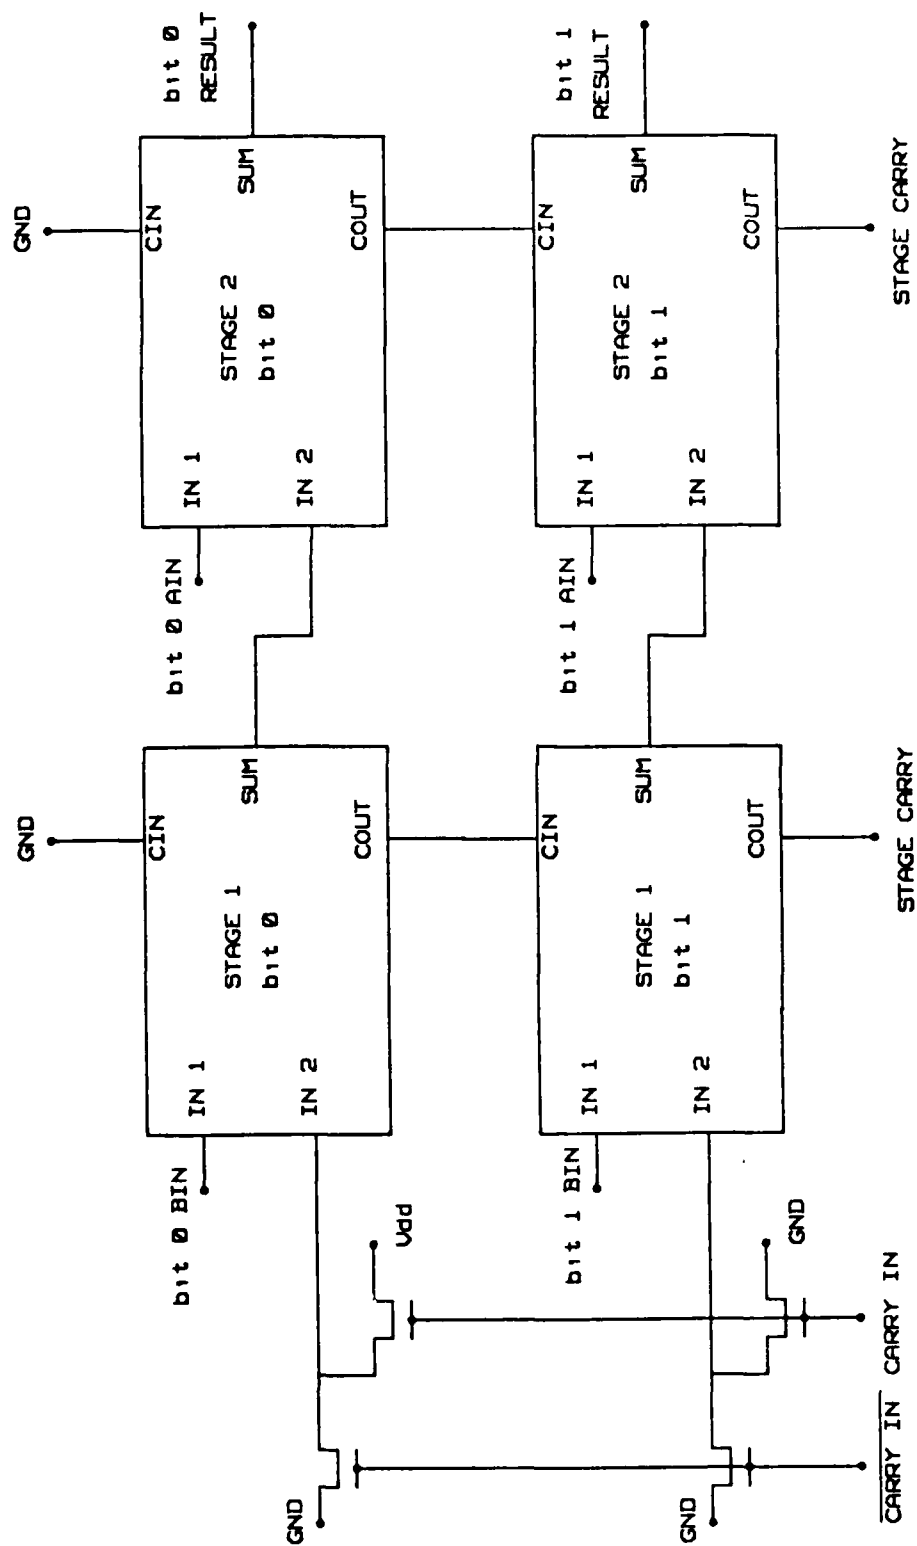 GND
CIN
bit 0
RESULT
SUM
STAGE 2
bit 0
COUT
IN 1
IN 2
bit 0 AIN
CIN
bit 1
RESULT
SUM
STAGE 2
bit 1
COUT
IN 1
IN 2
bit 1 AIN
STAGE CARRY
GND
CIN
SUM
STAGE 1
bit 0
COUT
IN 1
IN 2
bit 0 BIN
CIN
SUM
STAGE 1
bit 1
COUT
IN 1
IN 2
bit 1 BIN
STAGE CARRY
Vdd
GND
GND
GND
CARRY IN
CARRY IN